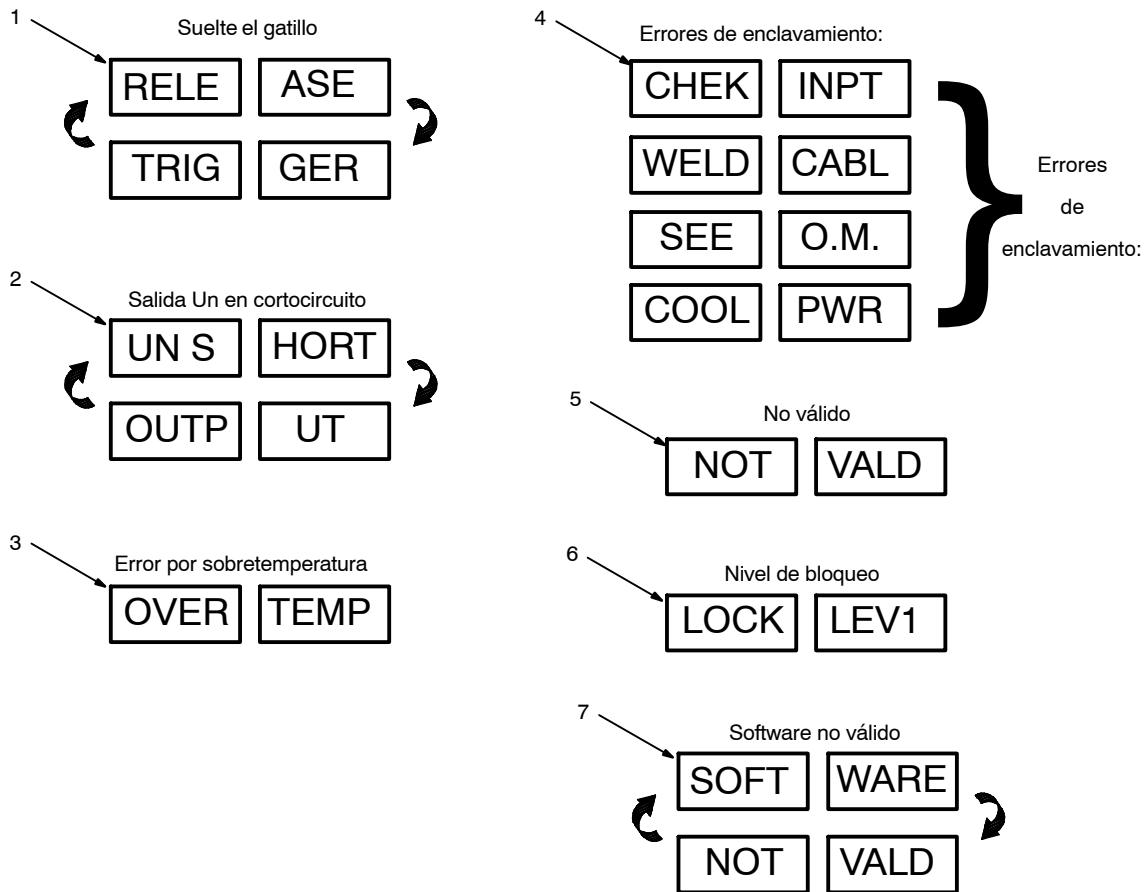 1
Suelte el gatillo
RELE ASE
TRIG GER
2
Salida Un en cortocircuito
UN S HORT
OUTP UT
3
Error por sobretemperatura
OVER TEMP
4
Errores de enclavamiento:
CHEK INPT
WELD CABL
SEE O.M.
COOL PWR
Errores
de
enclavamiento:
5
No válido
NOT VALD
6
Nivel de bloqueo
LOCK LEV1
7
Software no válido
SOFT WARE
NOT VALD